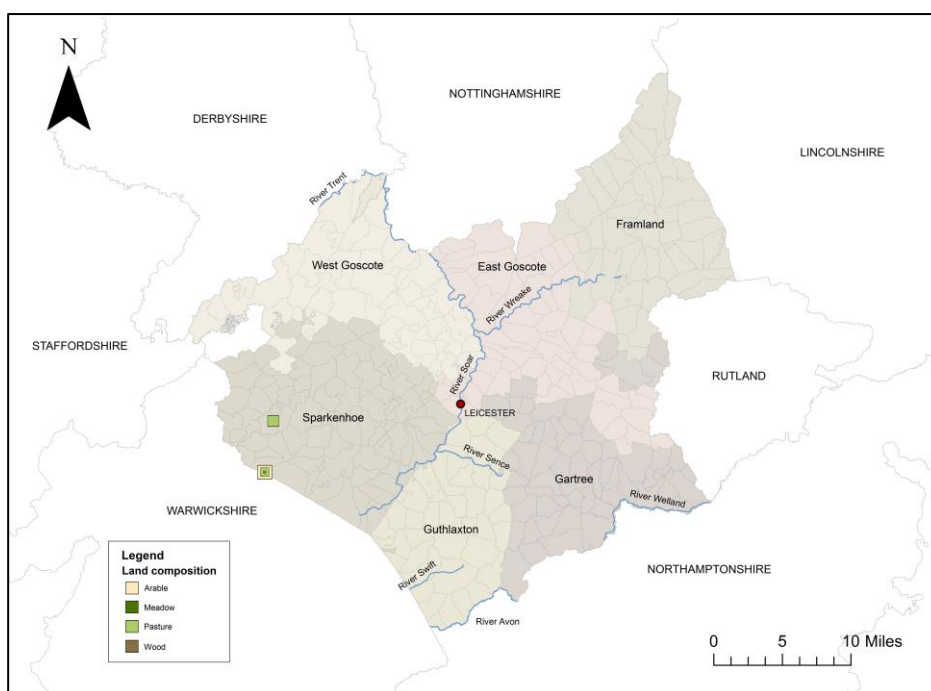 N
NOTTINGHAMSHIRE
DERBYSHIRE
LINCOLNSHIRE
River Trent
Framland
West Goscote
East Goscote
River Wreake
STAFFORDSHIRE
River Soar
RUTLAND
LEICESTER
Sparkenhoe
River Sence
Gartree
River Welland
WARWICKSHIRE
Guthlaxton
River Swift
NORTHAMPTONSHIRE
River Avon
Legend
Land composition
Arable
Meadow
Pasture
Wood
0 5 10 Miles